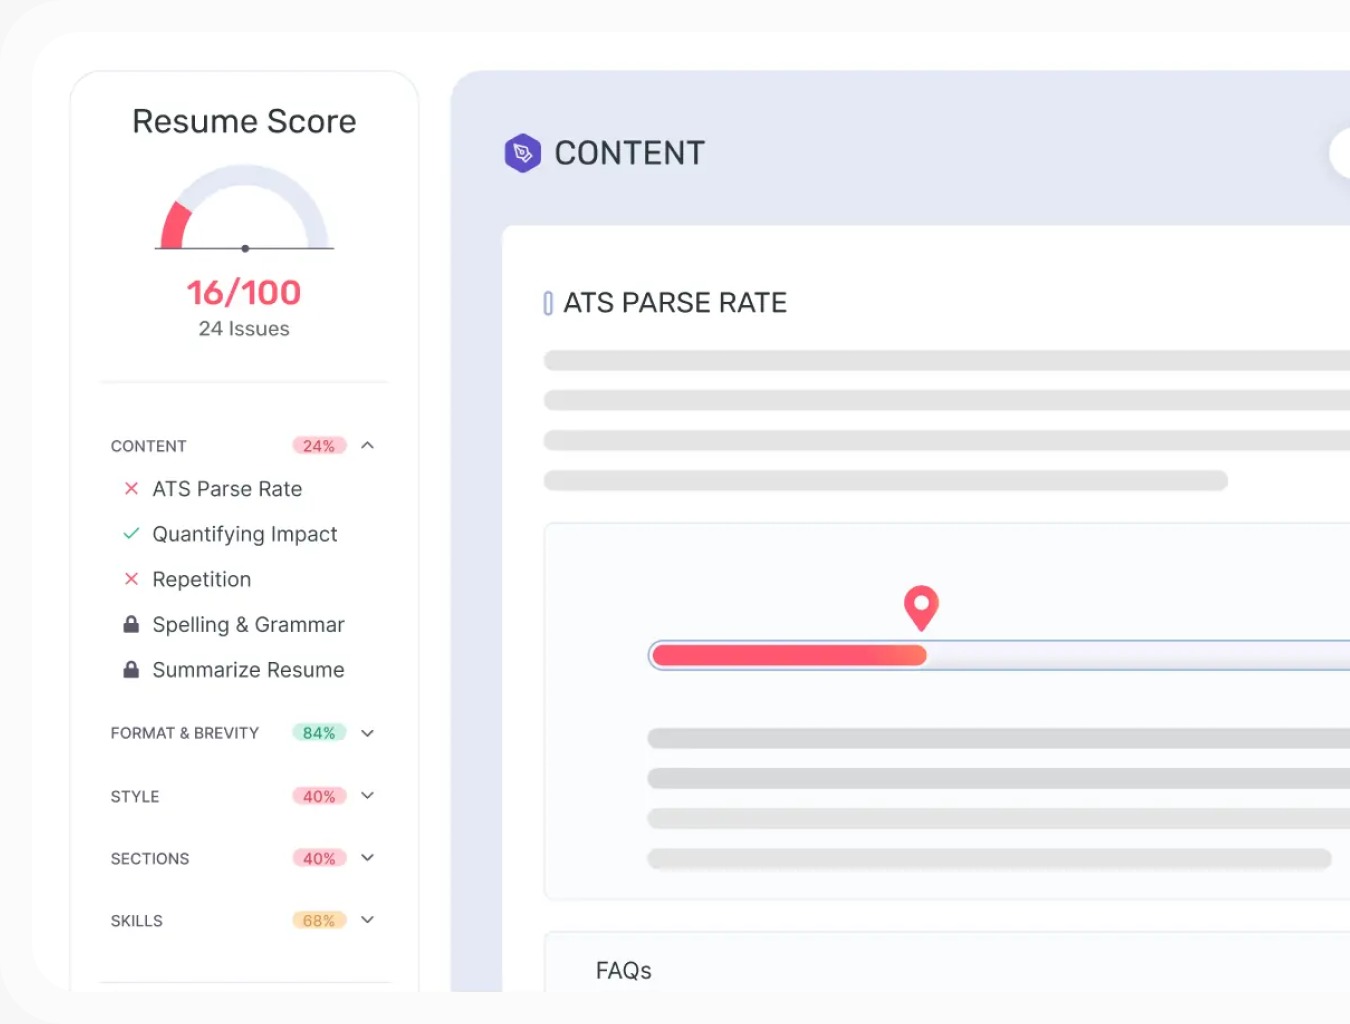 Resume Score
16/100
24 Issues
CONTENT 24%
ATS Parse Rate
Quantifying Impact
Repetition
Spelling & Grammar
Summarize Resume
FORMAT & BREVITY 84%
STYLE 40%
SECTIONS 40%
SKILLS 68%
CONTENT
ATS PARSE RATE
FAQs